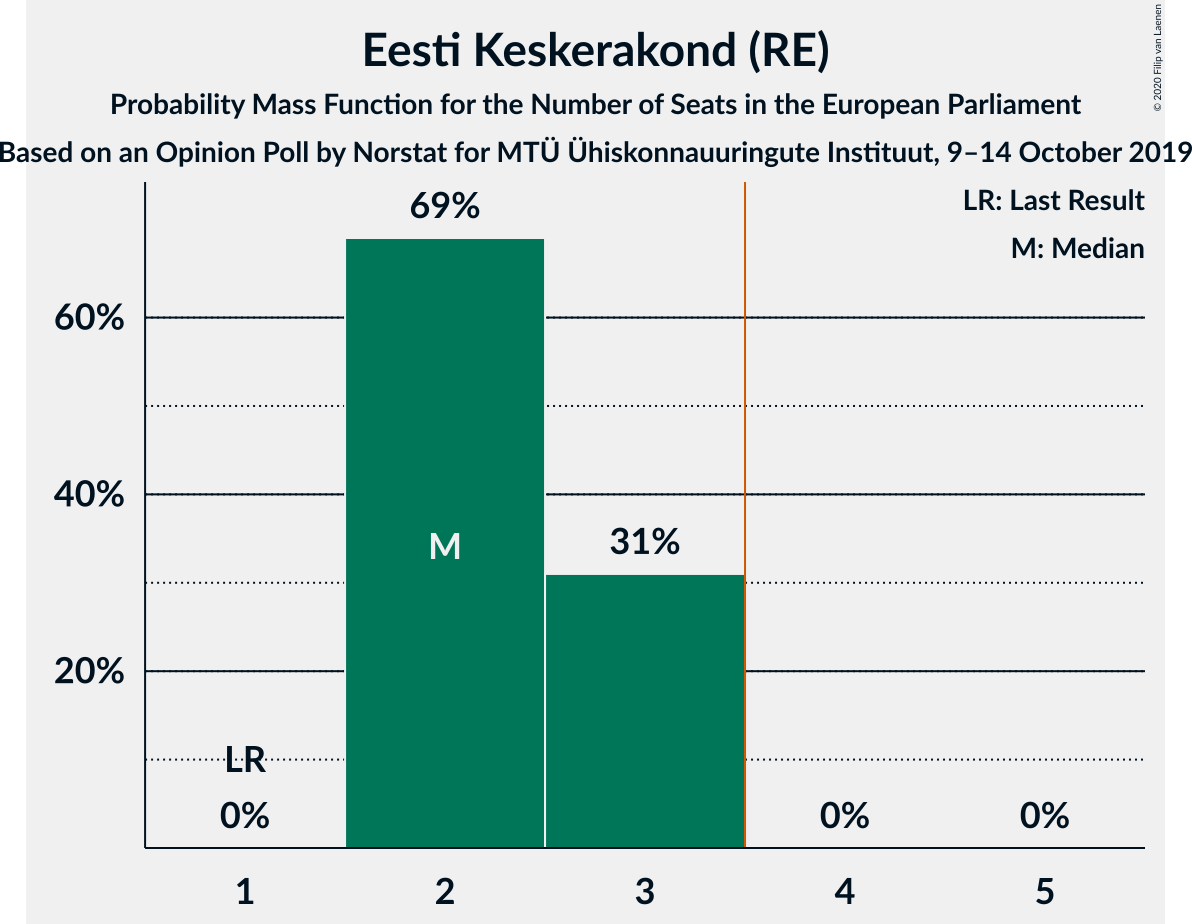 Eesti Keskerakond (RE)
Probability Mass Function for the Number of Seats in the European Parliament
Based on an Opinion Poll by Norstat for MTÜ Ühiskonnauuringute Instituut, 9–14 October 2019
© 2020 Filip van Laenen
LR: Last Result
M: Median
69%
60%
40%
M
31%
20%
LR
0%
0%
0%
1
2
3
4
5